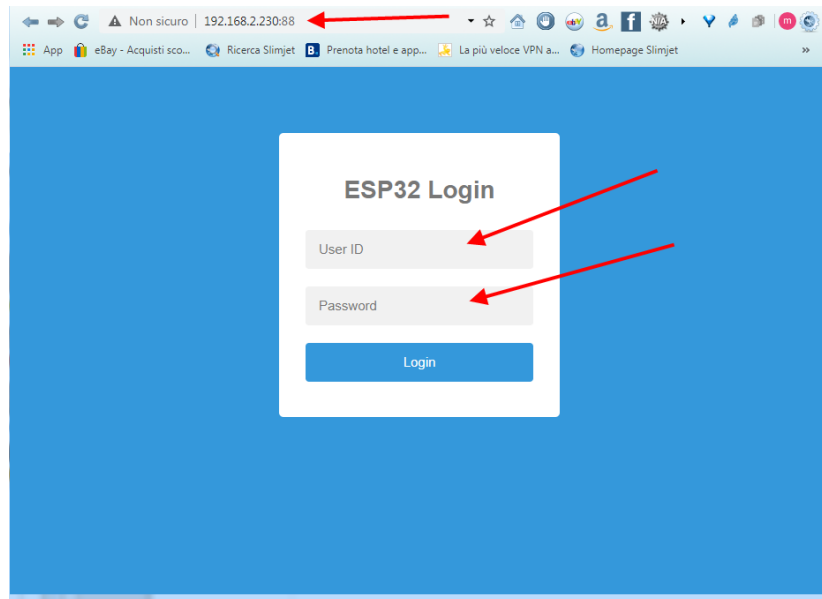 Non sicuro | 192.168.2.230:88
App eBay - Acquisti sco... Ricerca Slimjet B. Prenota hotel e app... La più veloce VPN a... Homepage Slimjet »
ESP32 Login
User ID
Password
Login